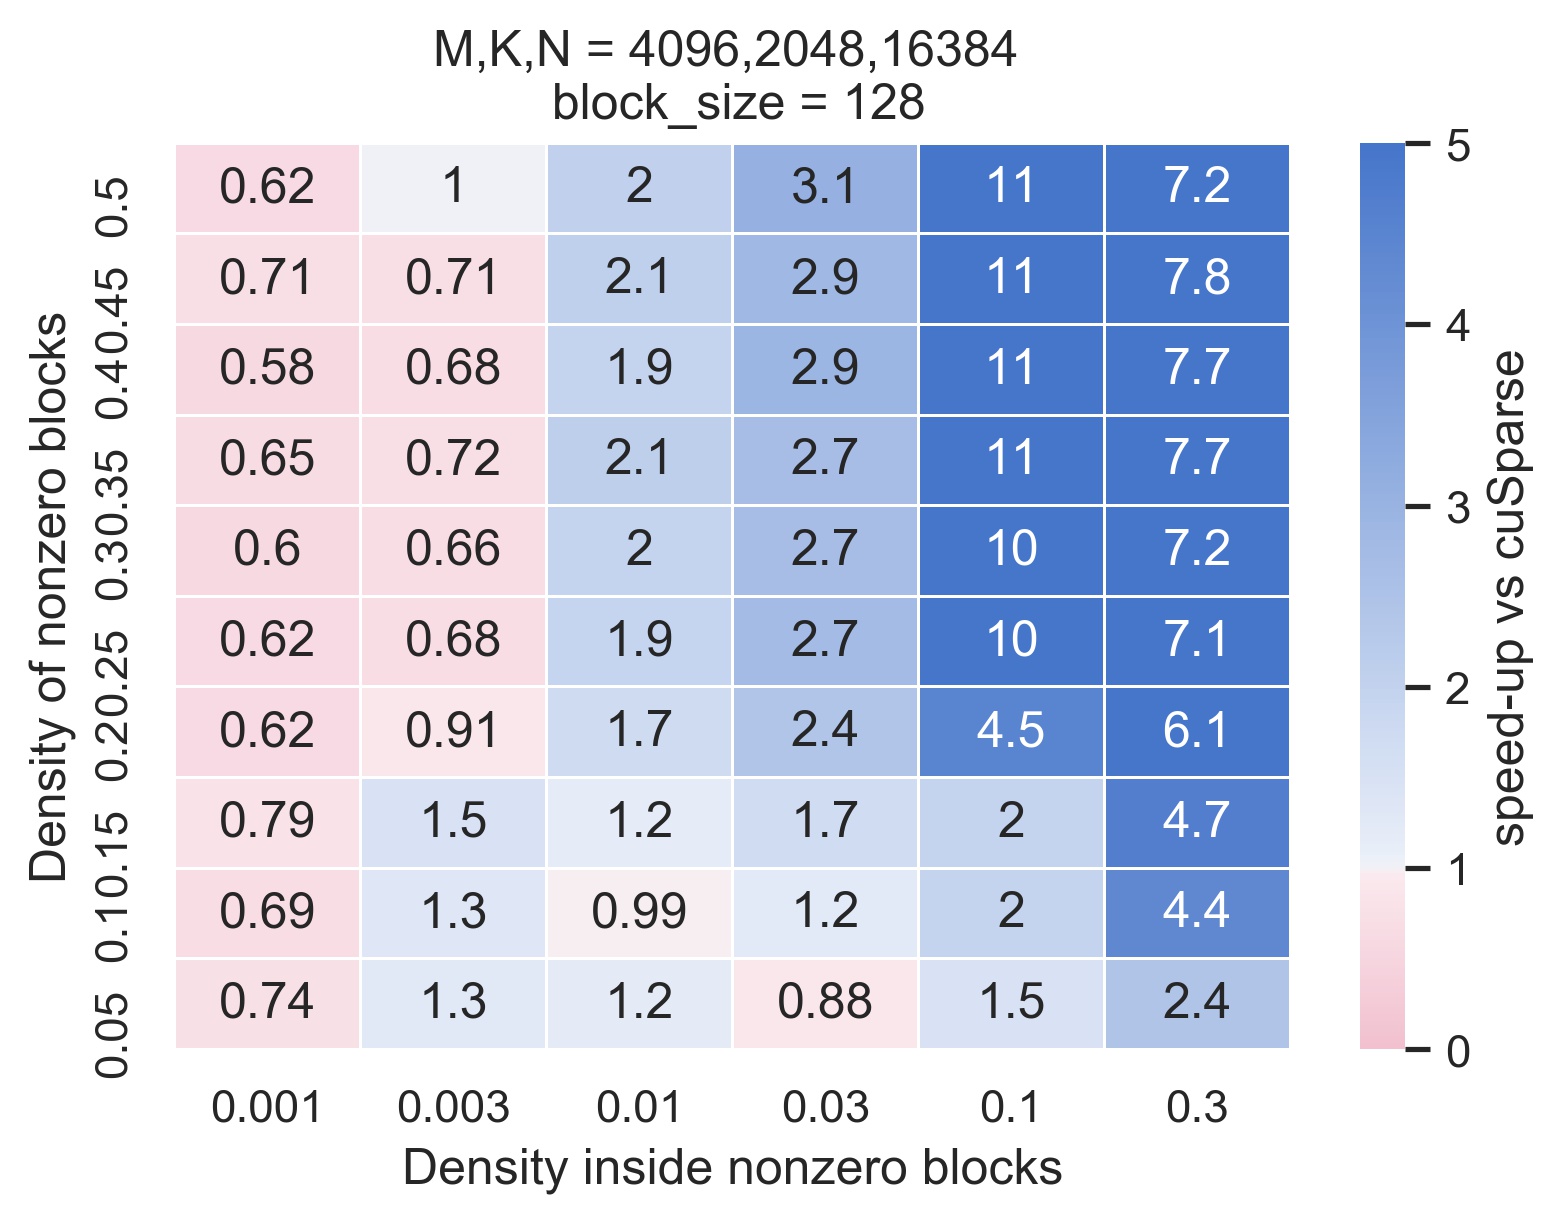 M,K,N = 4096,2048,16384
block_size = 128
Density of nonzero blocks
0.5 0.62 1 2 3.1 11 7.2
0.45 0.71 0.71 2.1 2.9 11 7.8
0.4 0.58 0.68 1.9 2.9 11 7.7
0.35 0.65 0.72 2.1 2.7 11 7.7
0.3 0.6 0.66 2 2.7 10 7.2
0.25 0.62 0.68 1.9 2.7 10 7.1
0.2 0.62 0.91 1.7 2.4 4.5 6.1
0.15 0.79 1.5 1.2 1.7 2 4.7
0.1 0.69 1.3 0.99 1.2 2 4.4
0.05 0.74 1.3 1.2 0.88 1.5 2.4
0.001 0.003 0.01 0.03 0.1 0.3
Density inside nonzero blocks
5
4
3
2
1
0
speed-up vs cuSparse